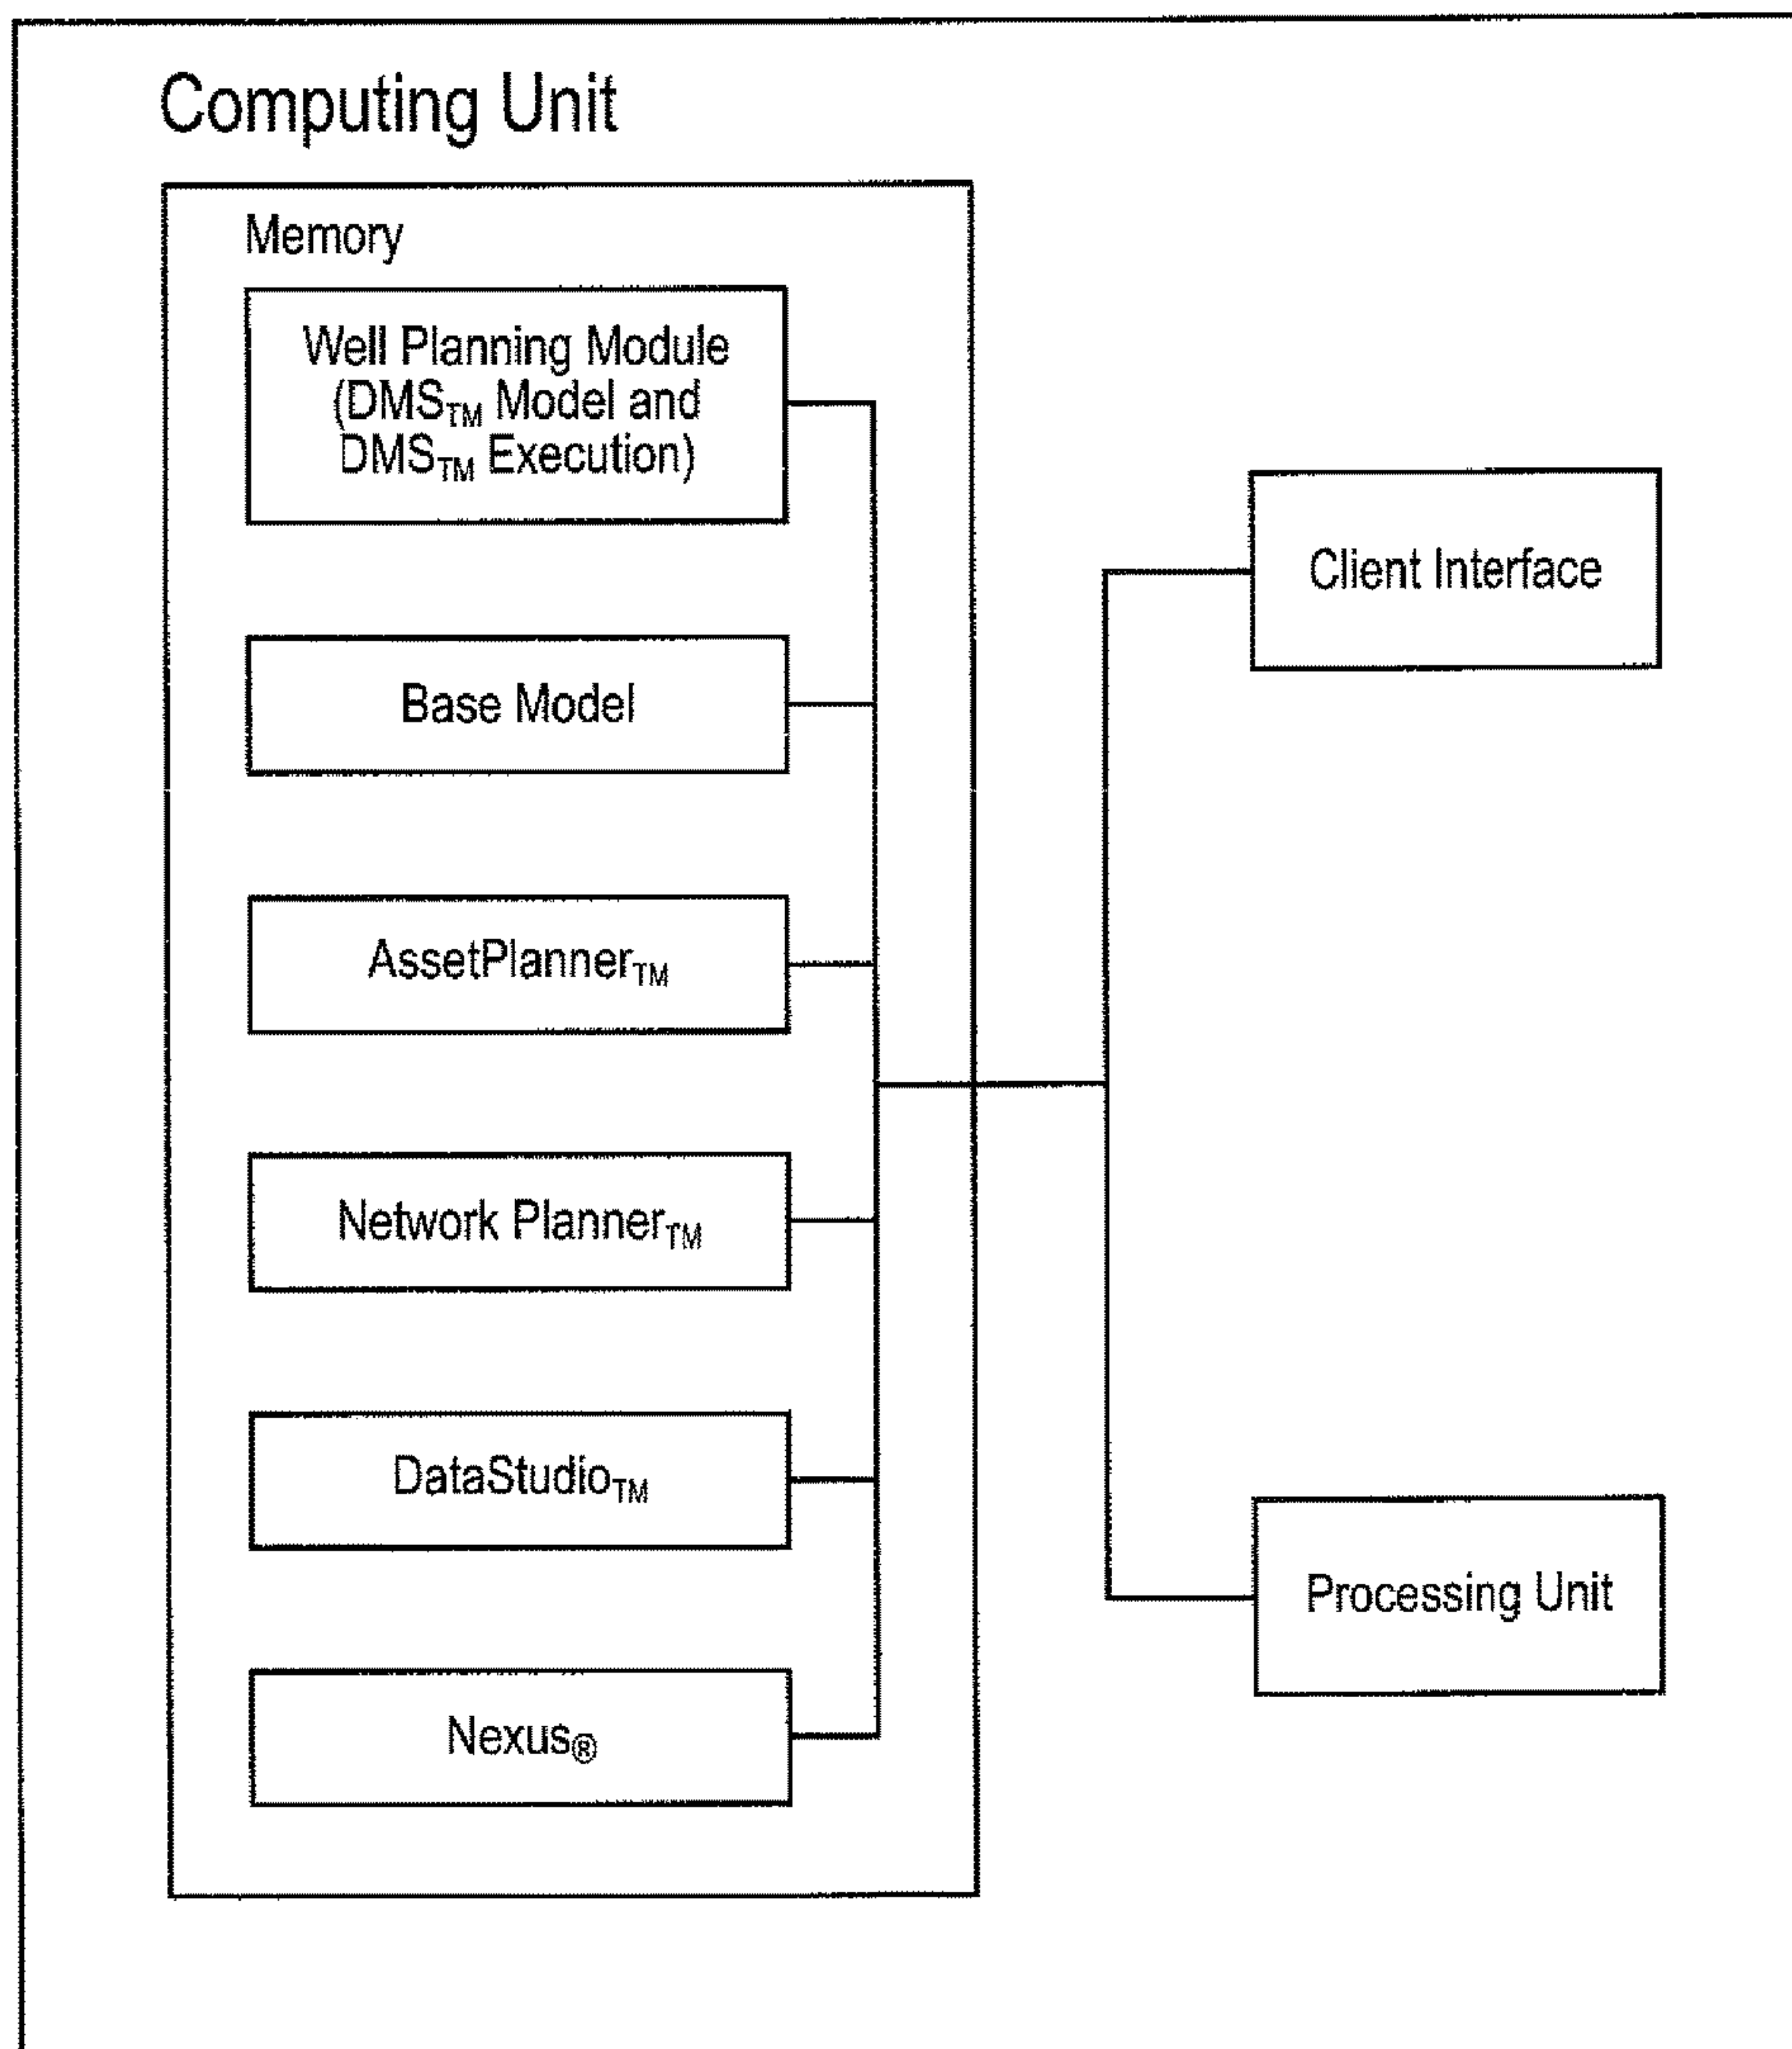 Computing Unit
Memory
Well Planning Module
(DMS™ Model and
DMS™ Execution)
Base Model
AssetPlanner™
Network Planner™
DataStudio™
Nexus®
Client Interface
Processing Unit